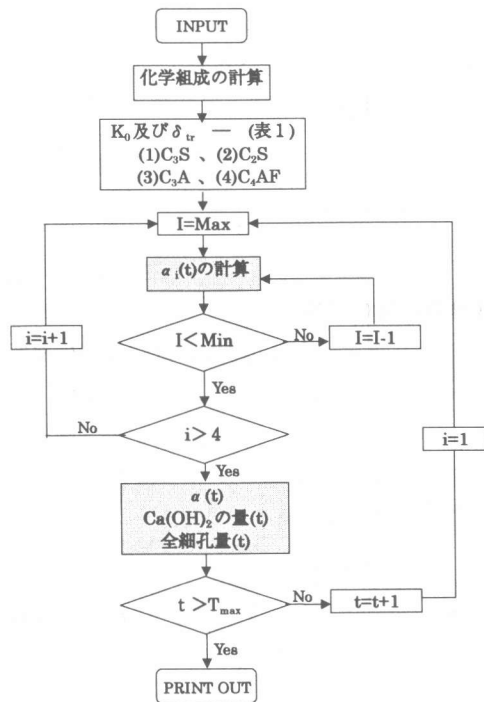 INPUT
化学組成の計算
K₀及びδtr — (表1)
(1)C₃S 、(2)C₂S
(3)C₃A 、(4)C₄AF
I=Max
αi(t)の計算
i=i+1
I<Min
No
I=I-1
Yes
No
i>4
i=1
Yes
α(t)
Ca(OH)₂の量(t)
全細孔量(t)
t>Tmax
No
t=t+1
Yes
PRINT OUT